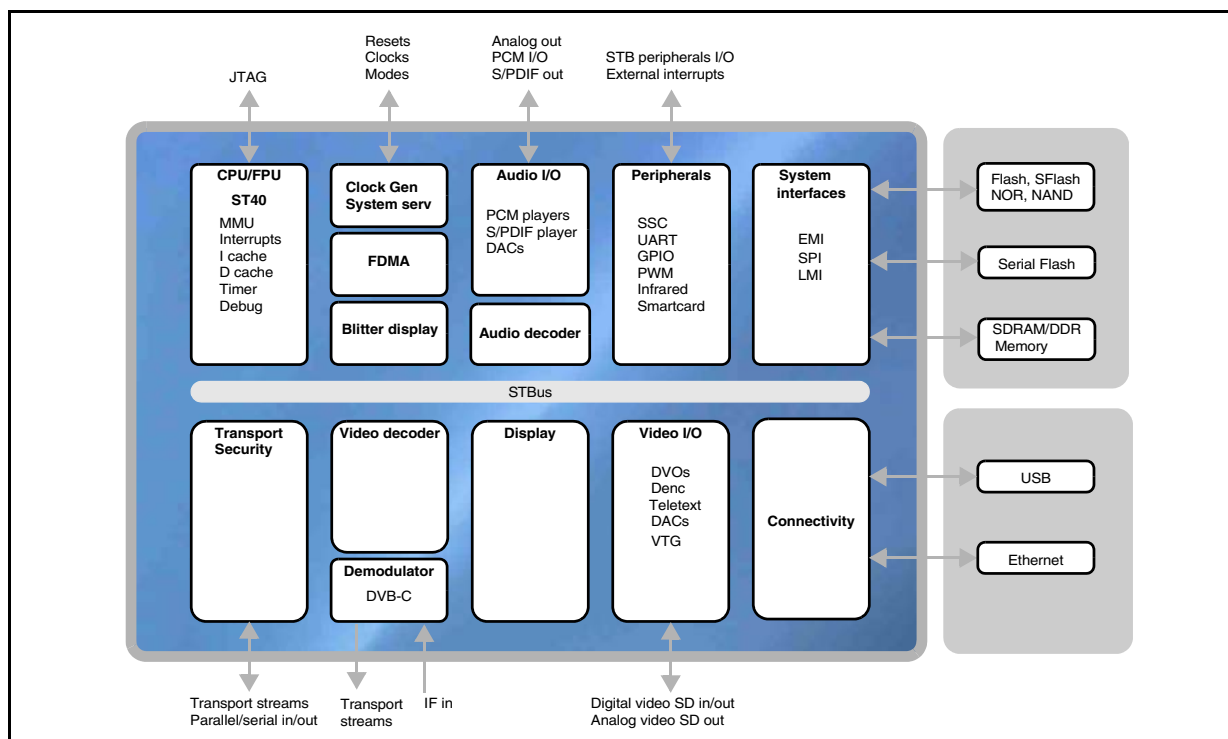 JTAG
Resets
Clocks
Modes
Analog out
PCM I/O
S/PDIF out
STB peripherals I/O
External interrupts
CPU/FPU
ST40
MMU
Interrupts
I cache
D cache
Timer
Debug
Clock Gen
System serv
FDMA
Blitter display
Audio I/O
PCM players
S/PDIF player
DACs
Audio decoder
Peripherals
SSC
UART
GPIO
PWM
Infrared
Smartcard
System
interfaces
EMI
SPI
LMI
Flash, SFlash
NOR, NAND
Serial Flash
SDRAM/DDR
Memory
STBus
Transport
Security
Video decoder
Demodulator
DVB-C
Display
Video I/O
DVOs
Denc
Teletext
DACs
VTG
Connectivity
USB
Ethernet
Transport streams
Parallel/serial in/out
Transport
streams
IF in
Digital video SD in/out
Analog video SD out